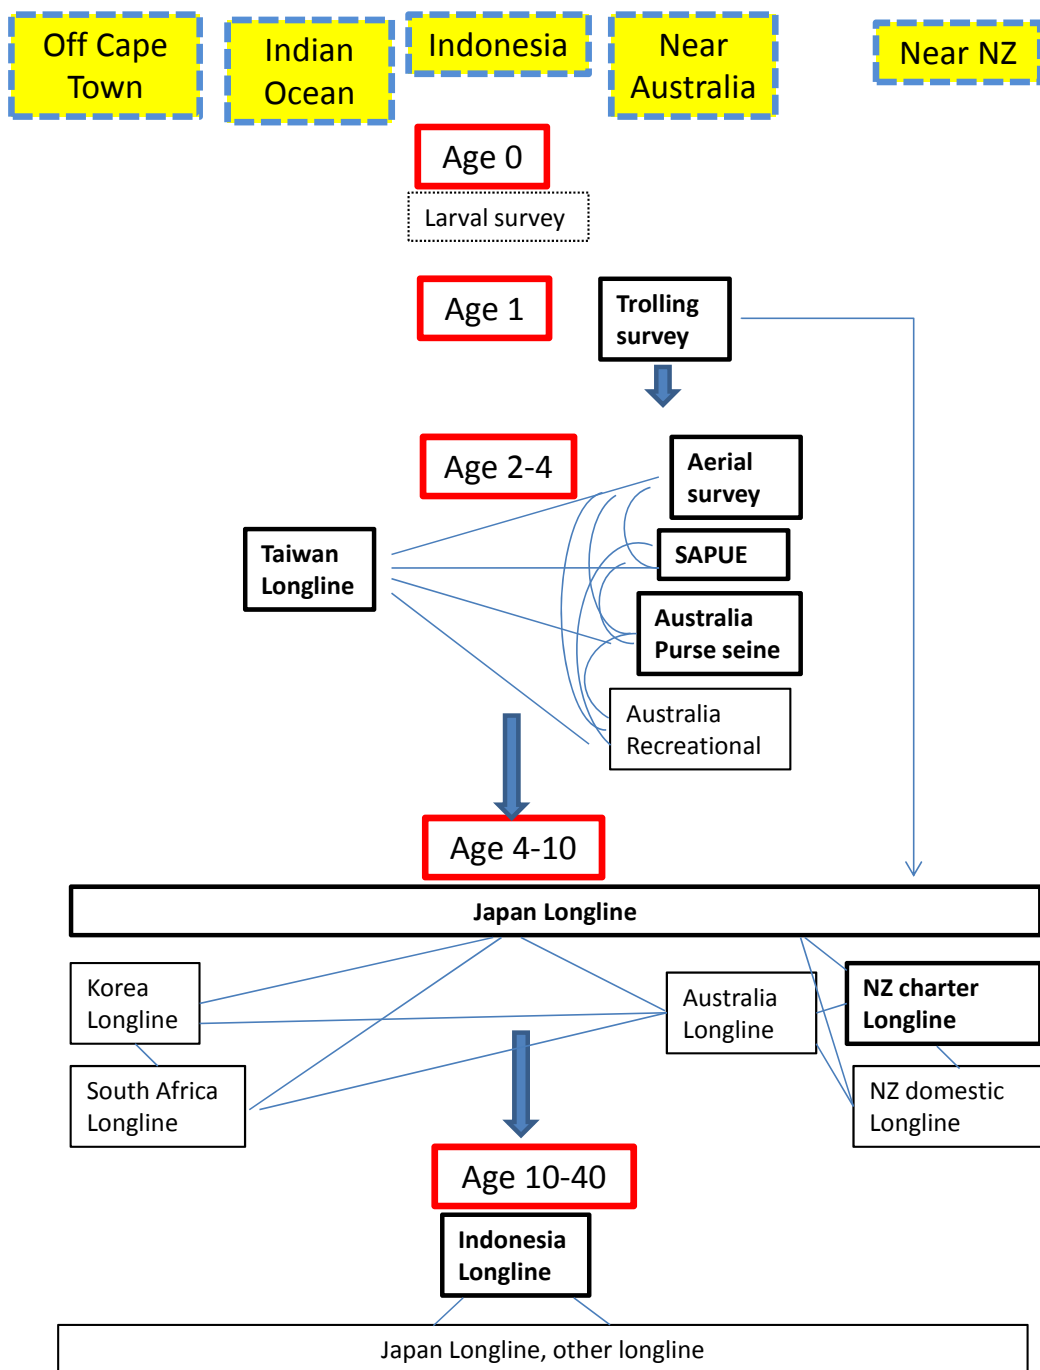 Off Cape
Town
Indian
Ocean
Indonesia
Near
Australia
Near NZ
Age 0
Larval survey
Age 1
Trolling
survey
Age 2-4
Aerial
survey
Taiwan
Longline
SAPUE
Australia
Purse seine
Australia
Recreational
Age 4-10
Japan Longline
Korea
Longline
Australia
Longline
NZ charter
Longline
South Africa
Longline
NZ domestic
Longline
Age 10-40
Indonesia
Longline
Japan Longline, other longline